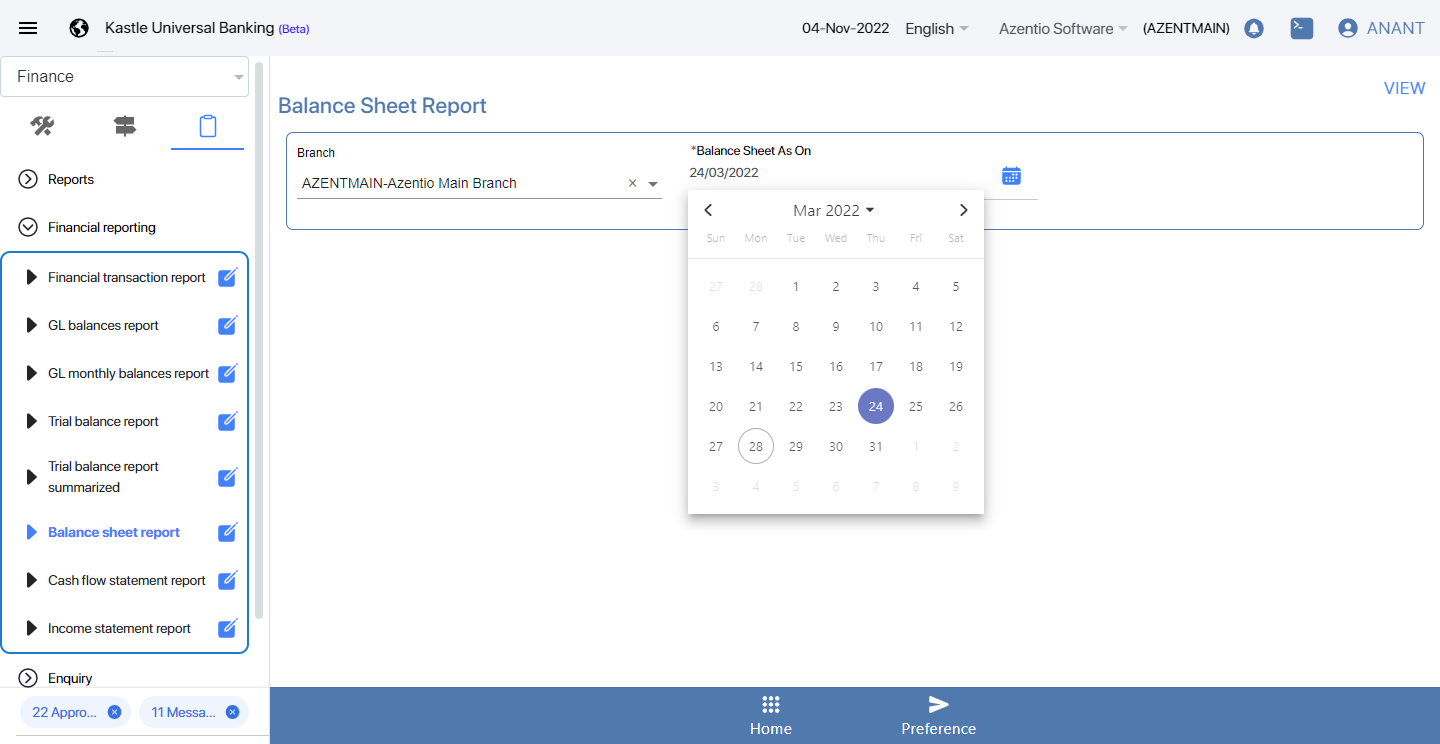 Kastle Universal Banking (Beta)
04-Nov-2022
English
Azentio Software
(AZENTMAIN)
ANANT
Finance
Reports
Financial reporting
Financial transaction report
GL balances report
GL monthly balances report
Trial balance report
Trial balance report
summarized
Balance sheet report
Cash flow statement report
Income statement report
Enquiry
22 Appro...
11 Messa...
VIEW
Balance Sheet Report
Branch
AZENTMAIN-Azentio Main Branch
*Balance Sheet As On
24/03/2022
Mar 2022
Sun Mon Tue Wed Thu Fri Sat
27 28 1 2 3 4 5
6 7 8 9 10 11 12
13 14 15 16 17 18 19
20 21 22 23 24 25 26
27 28 29 30 31 1 2
3 4 5 6 7 8 9
Home
Preference